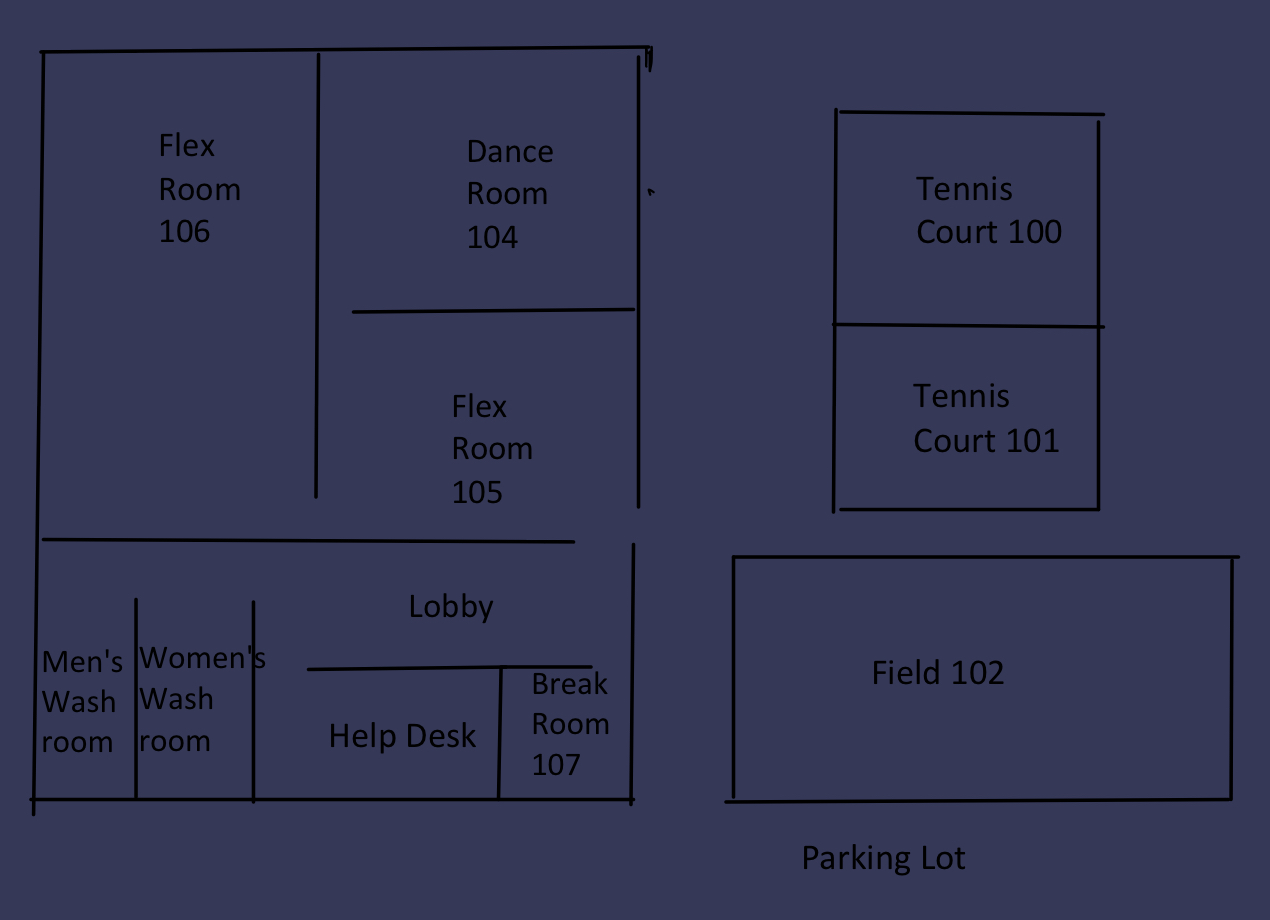 Flex
Room
106
Dance
Room
104
Tennis
Court 100
Flex
Room
105
Tennis
Court 101
Lobby
Men's
Wash
room
Women's
Wash
room
Help Desk
Break
Room
107
Field 102
Parking Lot